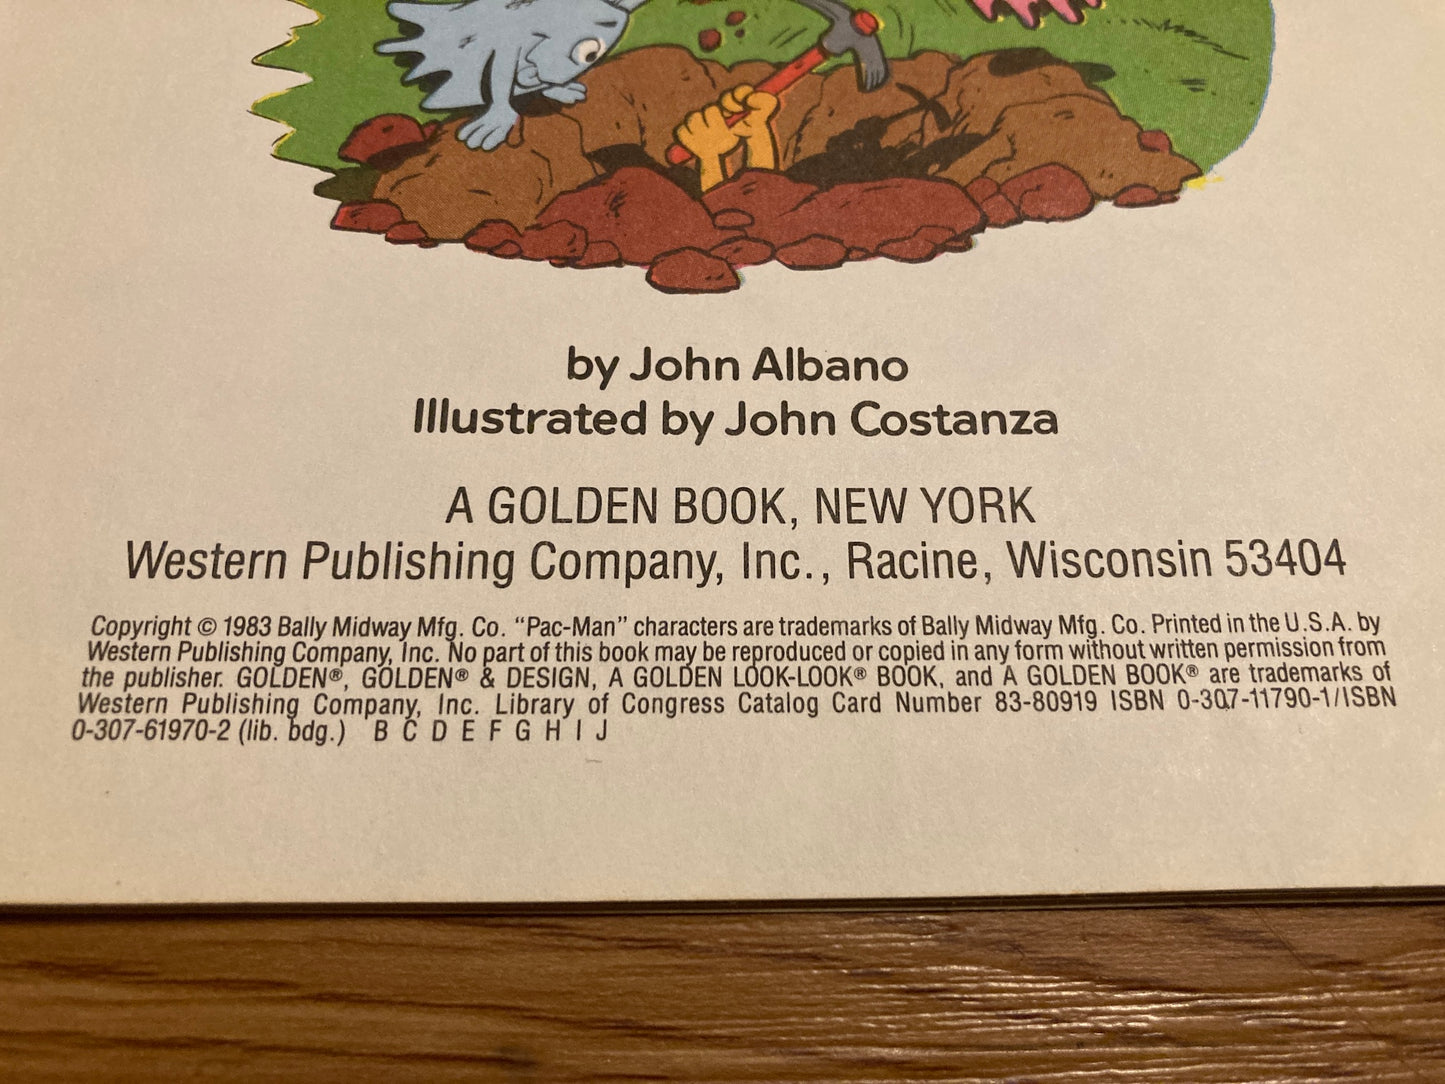 by John Albano
Illustrated by John Costanza
A GOLDEN BOOK, NEW YORK
Western Publishing Company, Inc., Racine, Wisconsin 53404
Copyright © 1983 Bally Midway Mfg. Co. “Pac-Man” characters are trademarks of Bally Midway Mfg. Co. Printed in the U.S.A. by
Western Publishing Company, Inc. No part of this book may be reproduced or copied in any form without written permission from
the publisher. GOLDEN®, GOLDEN® & DESIGN, A GOLDEN LOOK-LOOK® BOOK, and A GOLDEN BOOK® are trademarks of
Western Publishing Company, Inc. Library of Congress Catalog Card Number 83-80919 ISBN 0-307-11790-1/ISBN
0-307-61970-2 (lib. bdg.) B C D E F G H I J